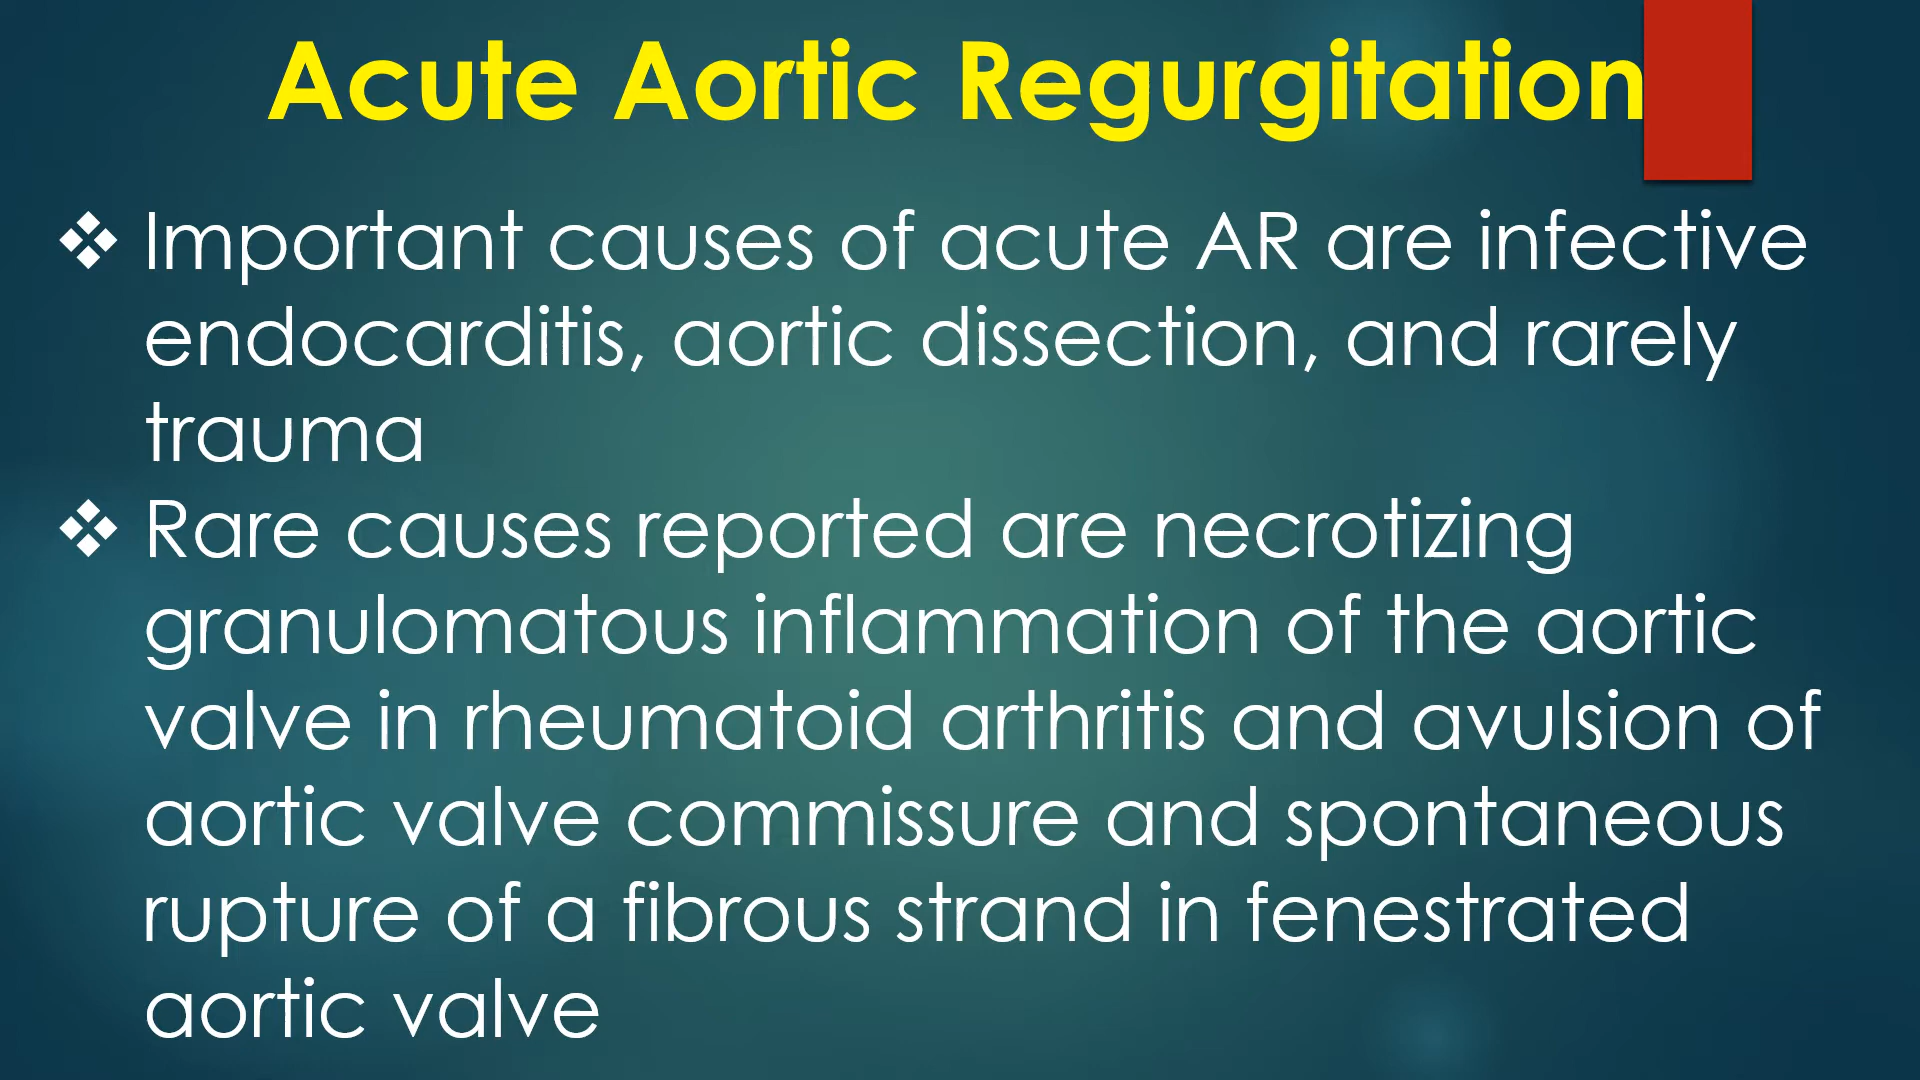 Acute Aortic Regurgitation
❖ Important causes of acute AR are infective
endocarditis, aortic dissection, and rarely
trauma
❖ Rare causes reported are necrotizing
granulomatous inflammation of the aortic
valve in rheumatoid arthritis and avulsion of
aortic valve commissure and spontaneous
rupture of a fibrous strand in fenestrated
aortic valve